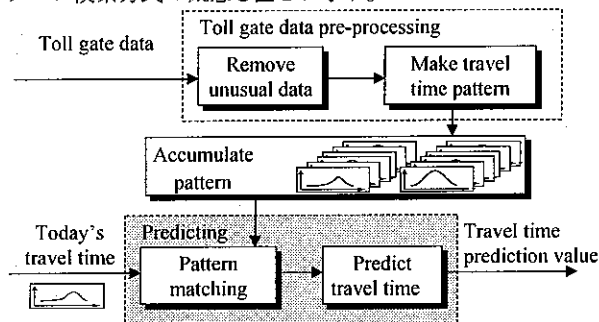 Toll gate data
Toll gate data pre-processing
Remove
unusual data
Make travel
time pattern
Accumulate
pattern
Today's
travel time
Predicting
Pattern
matching
Predict
travel time
Travel time
prediction value